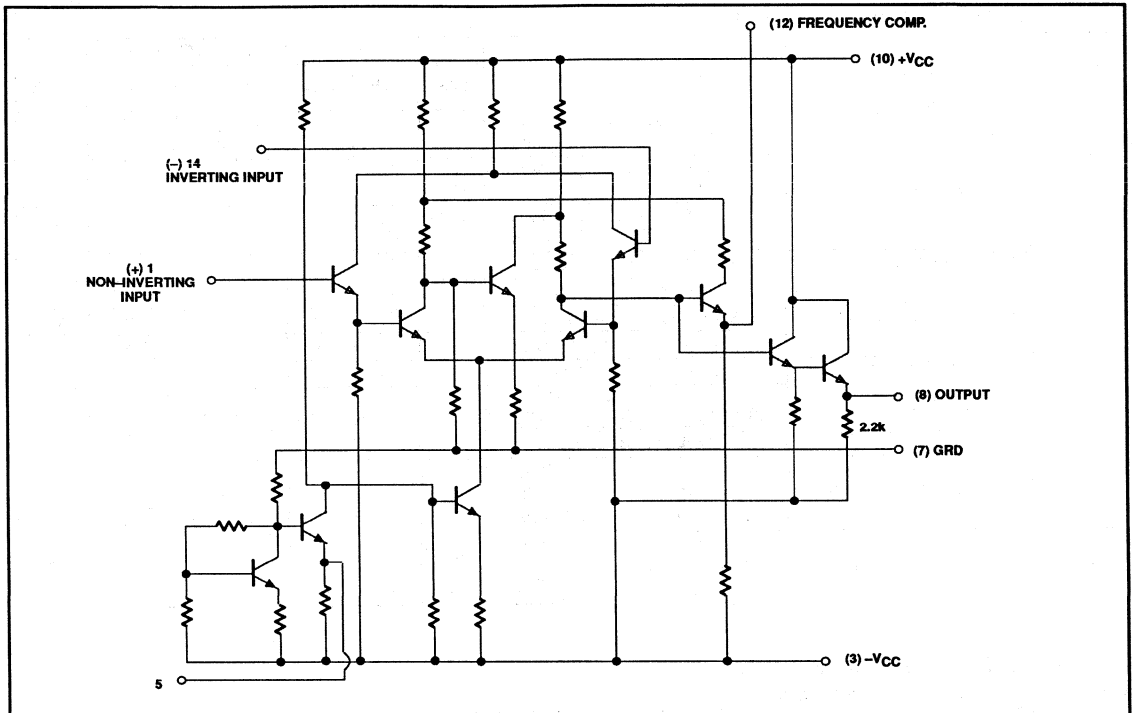 (12) FREQUENCY COMP.
(10) +VCC
(–) 14
INVERTING INPUT
(+) 1
NON–INVERTING
INPUT
(8) OUTPUT
2.2k
(7) GRD
(3) –VCC
5